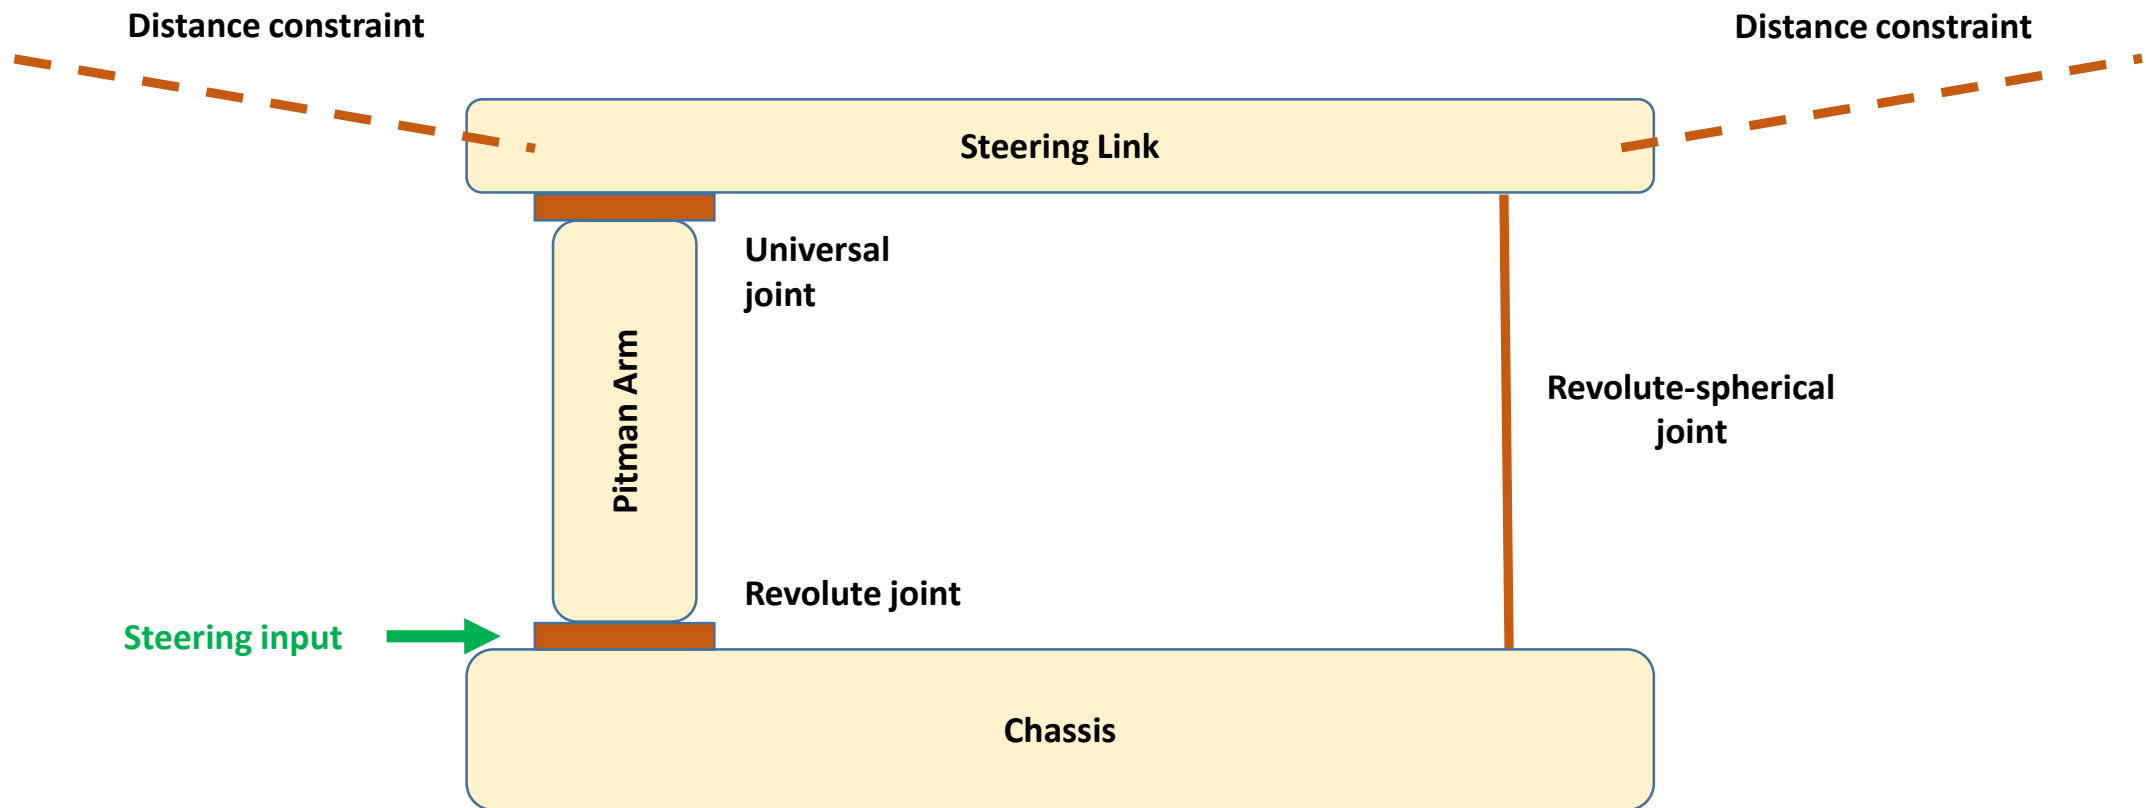 Distance constraint
Distance constraint
Steering Link
Universal
joint
Pitman Arm
Revolute-spherical
joint
Revolute joint
Steering input
Chassis